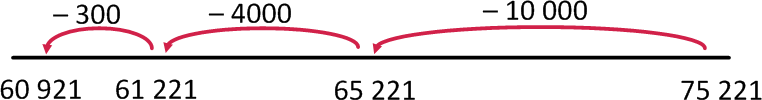 – 300 – 4000 – 10 000
60 921 61 221 65 221 75 221